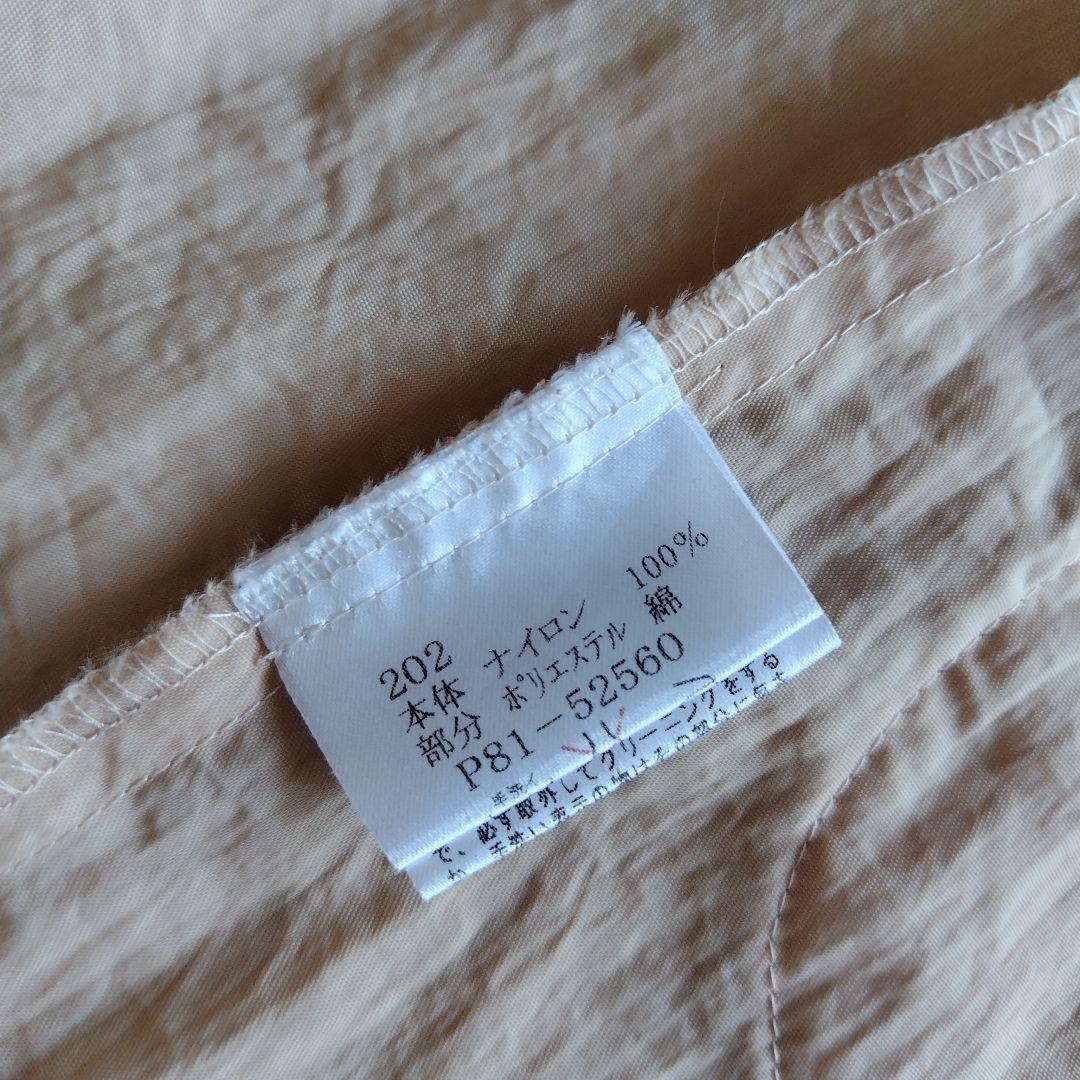 202
本体 ナイロン 100%
部分 ポリエステル 綿
P81-52560
で、必ず取外してクリーニングをする